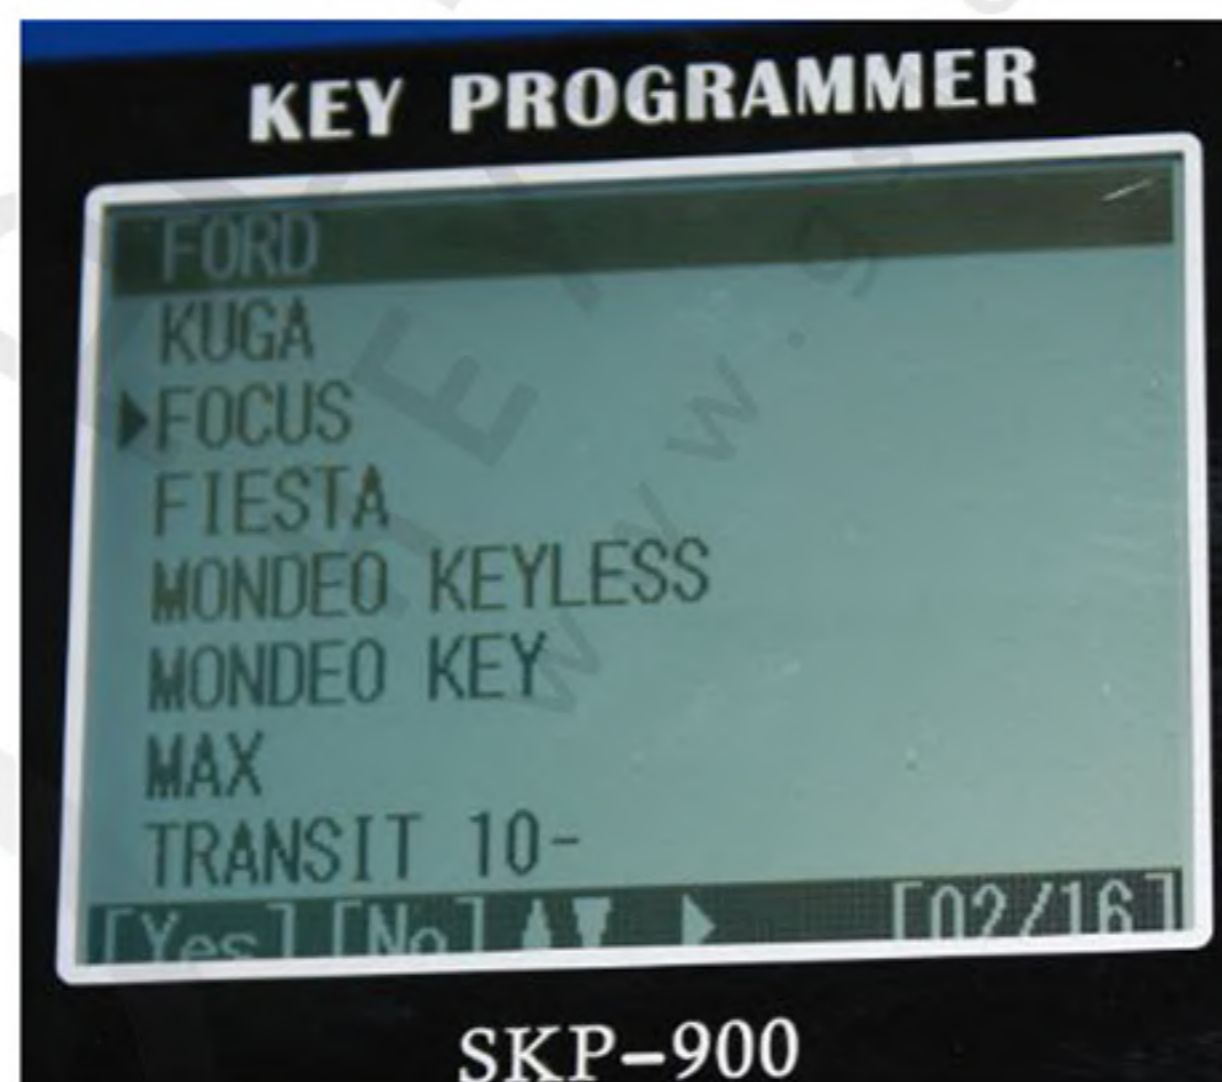 KEY PROGRAMMER
FORD
KUGA
▶FOCUS
FIESTA
MONDEO KEYLESS
MONDEO KEY
MAX
TRANSIT 10-
[Yes] [No] ▲▼ ▶ [02/16]
SKP-900